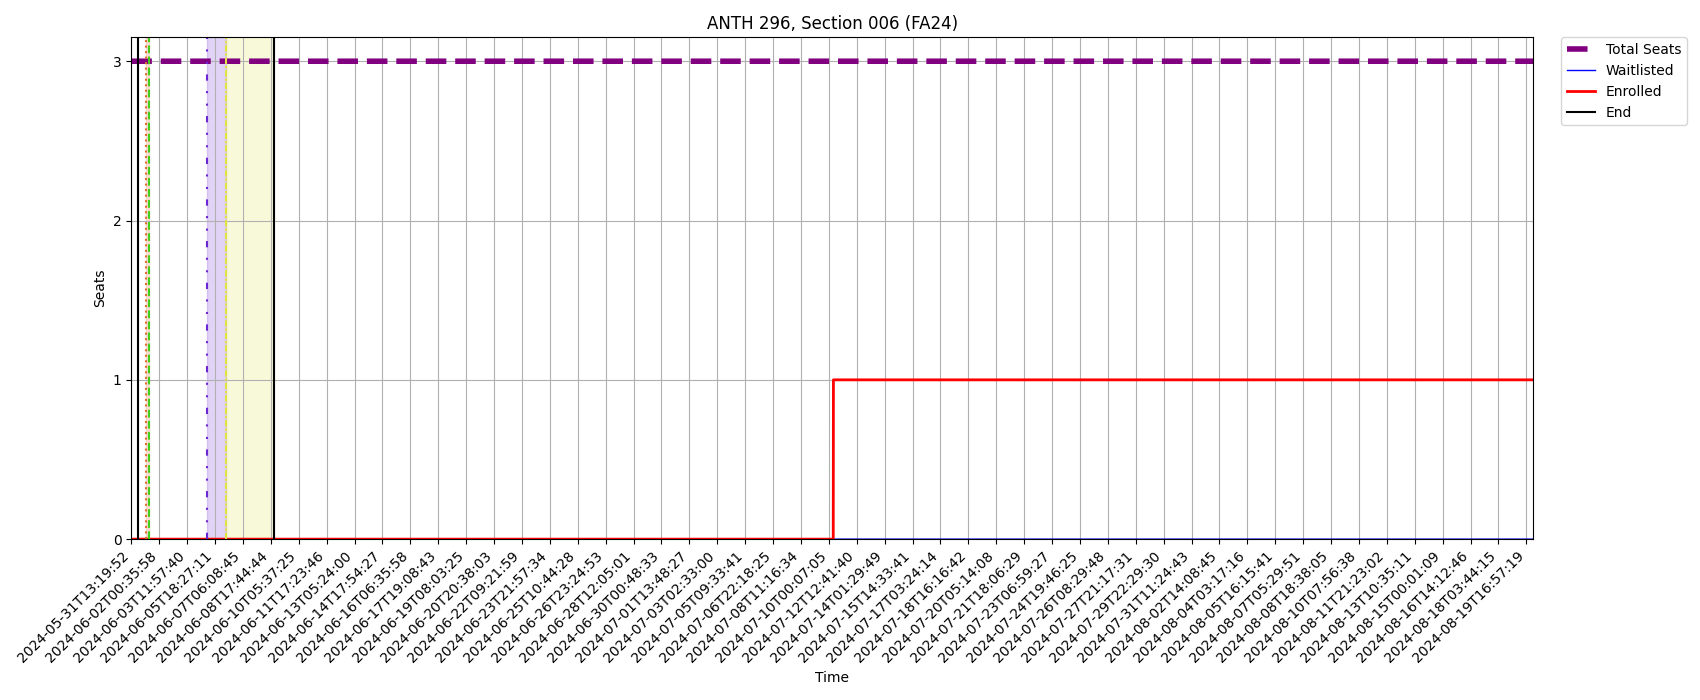 ANTH 296, Section 006 (FA24)
Total Seats
Waitlisted
Enrolled
End
Seats
3
2
1
0
2024-05-31T13:19:52
2024-06-02T00:35:58
2024-06-03T11:57:40
2024-06-05T18:27:11
2024-06-07T06:08:45
2024-06-08T17:44:44
2024-06-10T05:37:25
2024-06-11T17:23:46
2024-06-13T05:24:00
2024-06-14T17:54:27
2024-06-16T06:35:58
2024-06-17T19:08:43
2024-06-19T08:03:25
2024-06-20T20:38:03
2024-06-22T09:21:59
2024-06-23T21:57:34
2024-06-25T10:44:28
2024-06-26T23:24:53
2024-06-28T12:05:01
2024-06-30T00:48:33
2024-07-01T13:48:27
2024-07-03T02:33:00
2024-07-05T09:33:41
2024-07-06T22:18:25
2024-07-08T11:16:34
2024-07-10T00:07:05
2024-07-12T12:41:40
2024-07-14T01:29:49
2024-07-15T14:33:41
2024-07-17T03:24:14
2024-07-18T16:16:42
2024-07-20T05:14:08
2024-07-21T18:06:29
2024-07-23T06:59:27
2024-07-24T19:46:25
2024-07-26T08:29:48
2024-07-27T21:17:31
2024-07-29T22:29:30
2024-07-31T11:24:43
2024-08-02T14:08:45
2024-08-04T03:17:16
2024-08-05T16:15:41
2024-08-07T05:29:51
2024-08-08T18:38:05
2024-08-10T07:56:38
2024-08-11T21:23:02
2024-08-13T10:35:11
2024-08-15T00:01:09
2024-08-16T14:12:46
2024-08-18T03:44:15
2024-08-19T16:57:19
Time